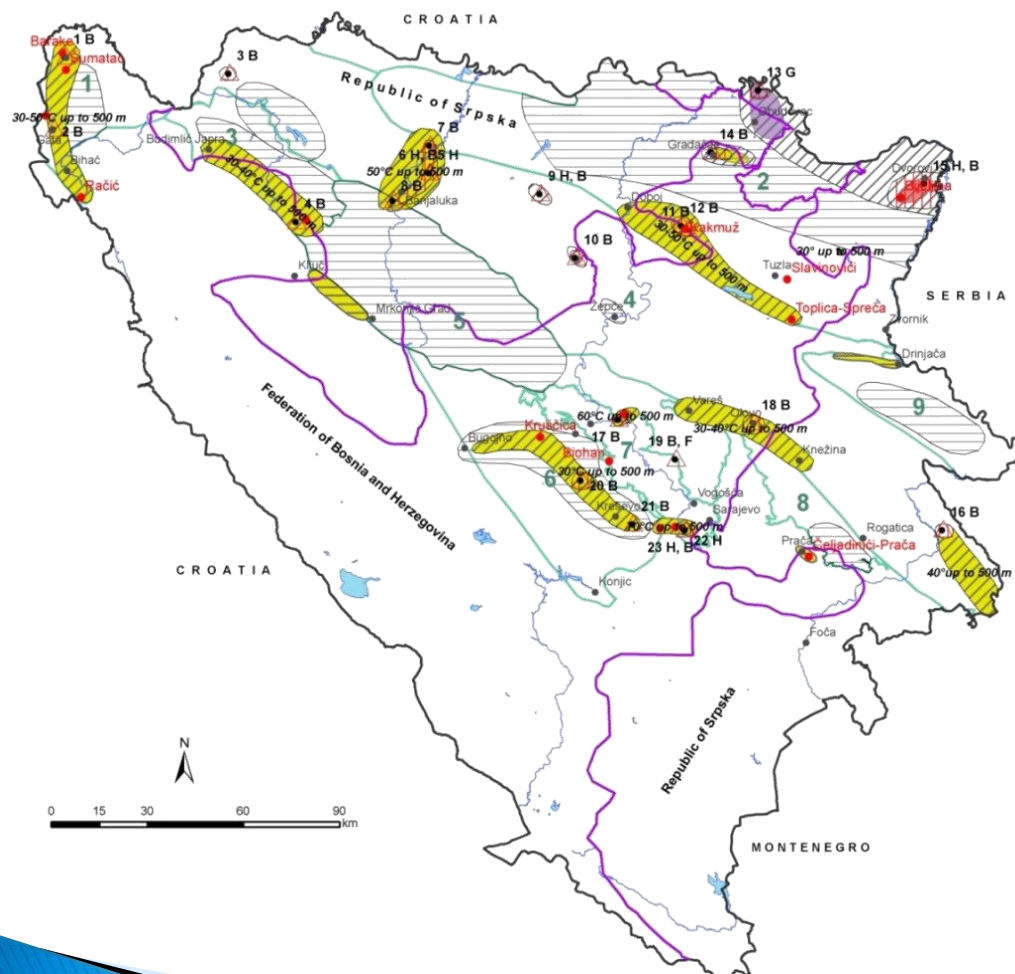 CROATIA
Barake
1 B
Sumatac
1
3 B
Republic of Srpska
13 G
30-50°C up to 500 m
Gata
2 B
Bihać
Račić
Budimlić Japra
3
30-40°C up to 500 m
4 B
7 B
6 H, B
5 H
50°C up to 500 m
8 B
Banjaluka
9 H, B
Gradačac
14 B
2
Dvorovi
15 H, B
Doboj
11 B
12 B
30-50°C up to 500 m
10 B
30° up to 500 m
Tuzla
Slavinovići
Ključ
Mrkonjić Grad
5
4
Žepče
Toplica-Spreča
SERBIA
Zvornik
Drinjača
9
Federation of Bosnia and Herzegovina
Vareš
Olovo
18 B
60°C up to 500 m
30-40°C up to 500 m
Kruščica
17 B
Bugojno
7
19 B, F
Knežina
30°C up to 500 m
6
20 B
Vogošća
Sarajevo
8
21 B
Kreševo
22 H
23 H, B
Rogatica
16 B
Prača
Čeljadinići-Prača
40°up to 500 m
CROATIA
Konjic
Foča
Republic of Srpska
N
0 15 30 60 90
km
MONTENEGRO